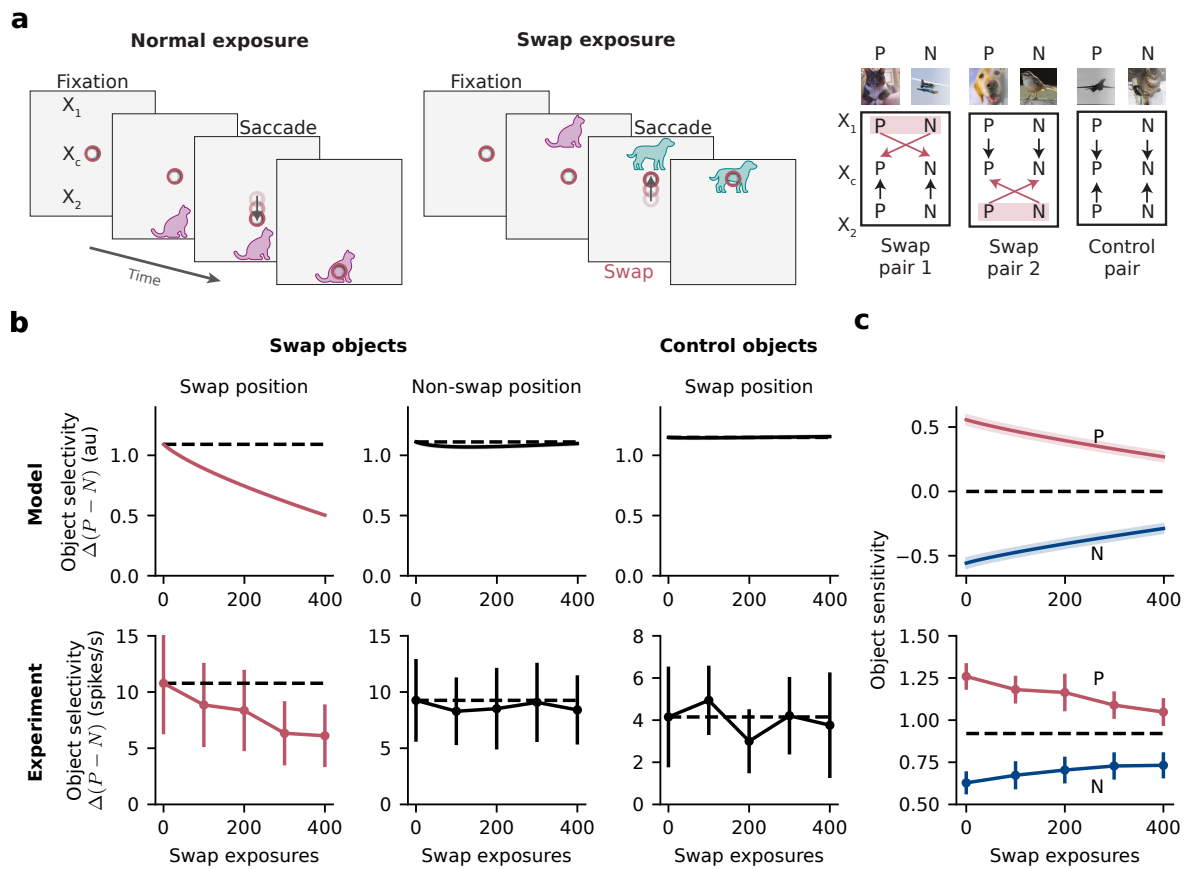 a
Normal exposure
Swap exposure
P N P N P N
Fixation
X1
Xc
X2
Saccade
Time
Fixation
Saccade
Swap
X1
Xc
X2
P N
P N
P N
P N
P N
P N
P N
P N
P N
Swap
pair 1
Swap
pair 2
Control
pair
b
Swap objects
Control objects
Swap position
Non-swap position
Swap position
Model
Object selectivity
Δ(P − N) (au)
1.0
0.5
0.0
0 200 400
1.0
0.5
0.0
0 200 400
1.0
0.5
0.0
0 200 400
Experiment
Object selectivity
Δ(P − N) (spikes/s)
15
10
5
0
0 200 400
Swap exposures
15
10
5
0
0 200 400
Swap exposures
8
6
4
2
0
0 200 400
Swap exposures
c
Object sensitivity
0.5
0.0
−0.5
P
N
0 200 400
1.50
1.25
1.00
0.75
0.50
P
N
0 200 400
Swap exposures